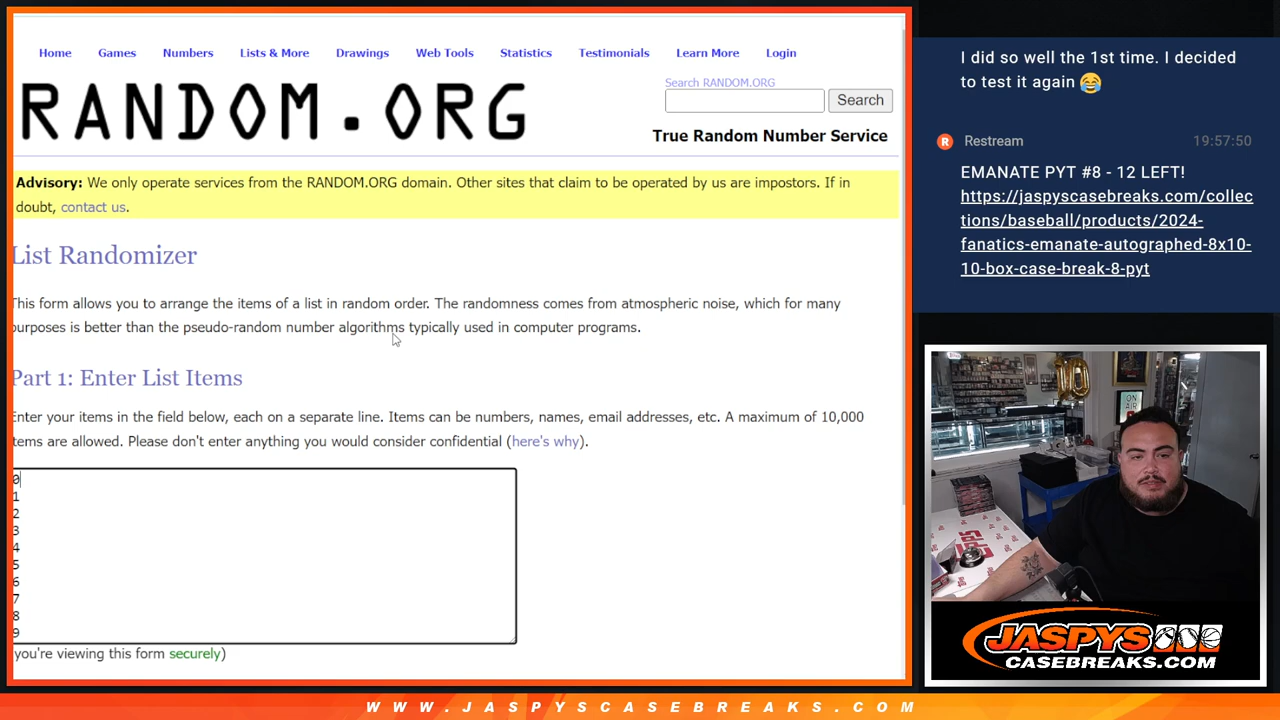 Home Games Numbers Lists & More Drawings Web Tools Statistics Testimonials Learn More Login
RANDOM.ORG
Search RANDOM.ORG
Search
True Random Number Service
Advisory: We only operate services from the RANDOM.ORG domain. Other sites that claim to be operated by us are impostors. If in
doubt, contact us.
List Randomizer
This form allows you to arrange the items of a list in random order. The randomness comes from atmospheric noise, which for many
purposes is better than the pseudo-random number algorithms typically used in computer programs.
Part 1: Enter List Items
Enter your items in the field below, each on a separate line. Items can be numbers, names, email addresses, etc. A maximum of 10,000
items are allowed. Please don't enter anything you would consider confidential (here's why).
0
1
2
3
4
5
6
7
8
9
you're viewing this form securely)
I did so well the 1st time. I decided
to test it again 😂
R Restream 19:57:50
EMANATE PYT #8 - 12 LEFT!
https://jaspyscasebreaks.com/collec
tions/baseball/products/2024-
fanatics-emanate-autographed-8x10-
10-box-case-break-8-pyt
10
ON
AIR
JASPYS
CASEBREAKS.COM
WWW.JASPYSCASEBREAKS.COM